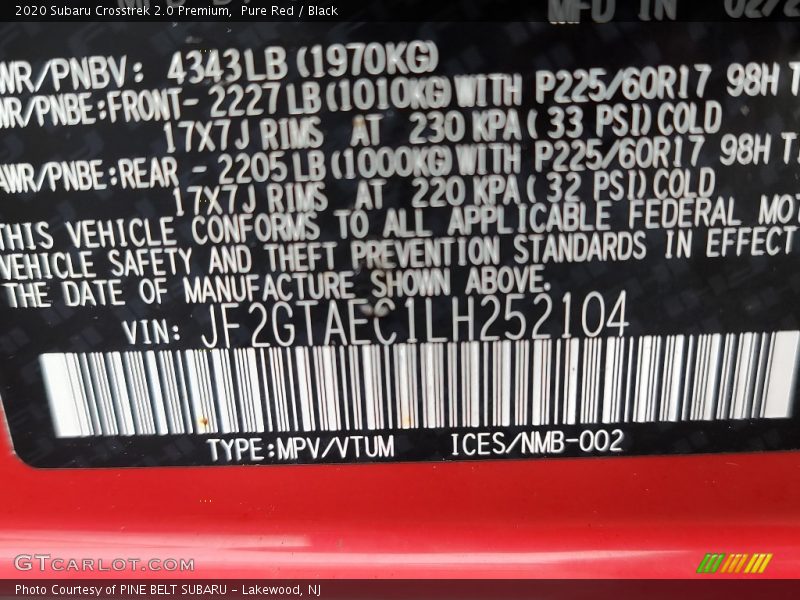 2020 Subaru Crosstrek 2.0 Premium, Pure Red / Black
MFD IN
WR/PNBV: 4343LB (1970KG)
WR/PNBE:FRONT- 2227 LB (1010KG) WITH P225/60R17 98H T
17X7J RIMS AT 230 KPA ( 33 PSI) COLD
AWR/PNBE:REAR - 2205 LB (1000KG) WITH P225/60R17 98H T
17X7J RIMS AT 220 KPA ( 32 PSI) COLD
THIS VEHICLE CONFORMS TO ALL APPLICABLE FEDERAL MOT
VEHICLE SAFETY AND THEFT PREVENTION STANDARDS IN EFFECT
THE DATE OF MANUFACTURE SHOWN ABOVE.
VIN: JF2GTAEC1LH252104
TYPE:MPV/VTUM ICES/NMB-002
GTCARLOT.COM
Photo Courtesy of PINE BELT SUBARU - Lakewood, NJ